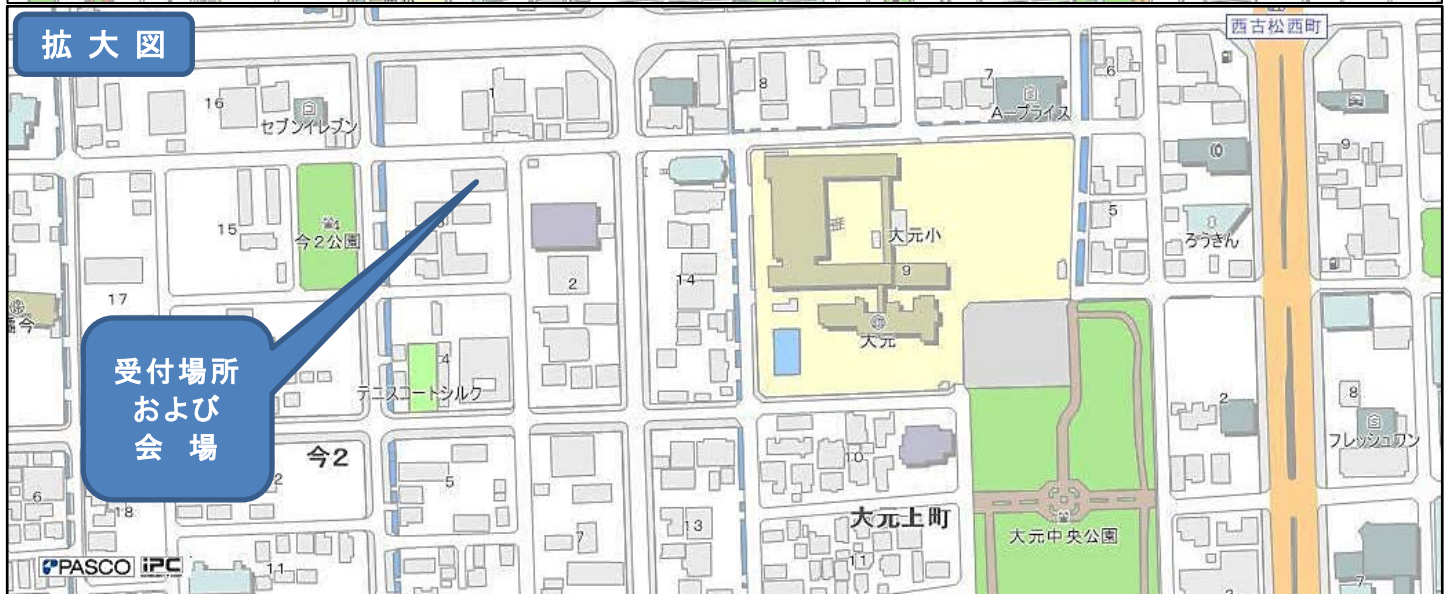 拡大図
西古松西町
16
セブンイレブン
1
8
7
A-プライス
6
9
15
4
今2公園
17
2
14
大元小
9
大元
5
ろうきん
受付場所
および
会場
4
テニスコートシルク
今2
2
8
フレッシュワン
6
18
5
10
13
7
大元上町
11
大元中央公園
11
7
PASCO iPC